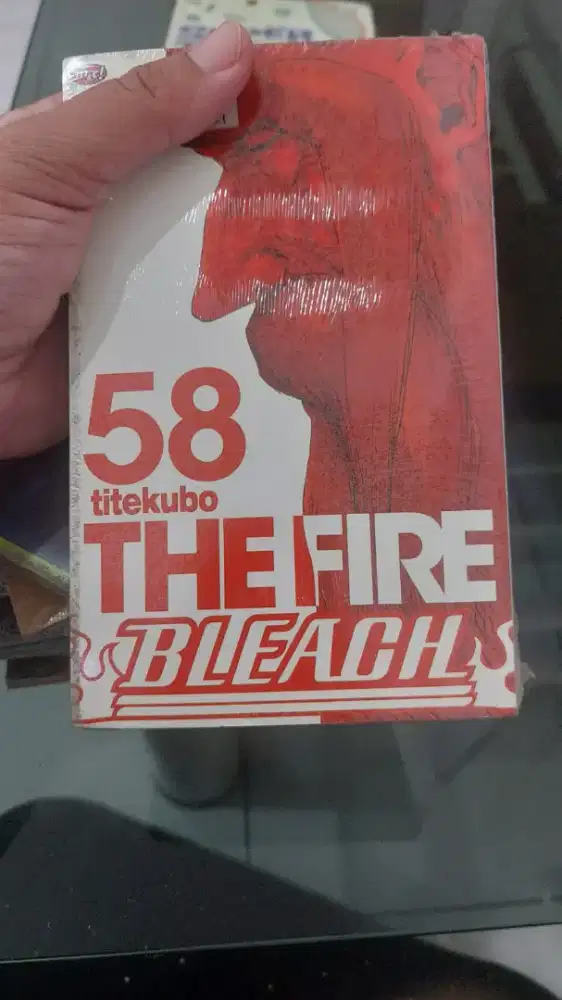 58
titekubo
THE FIRE
BLEACH